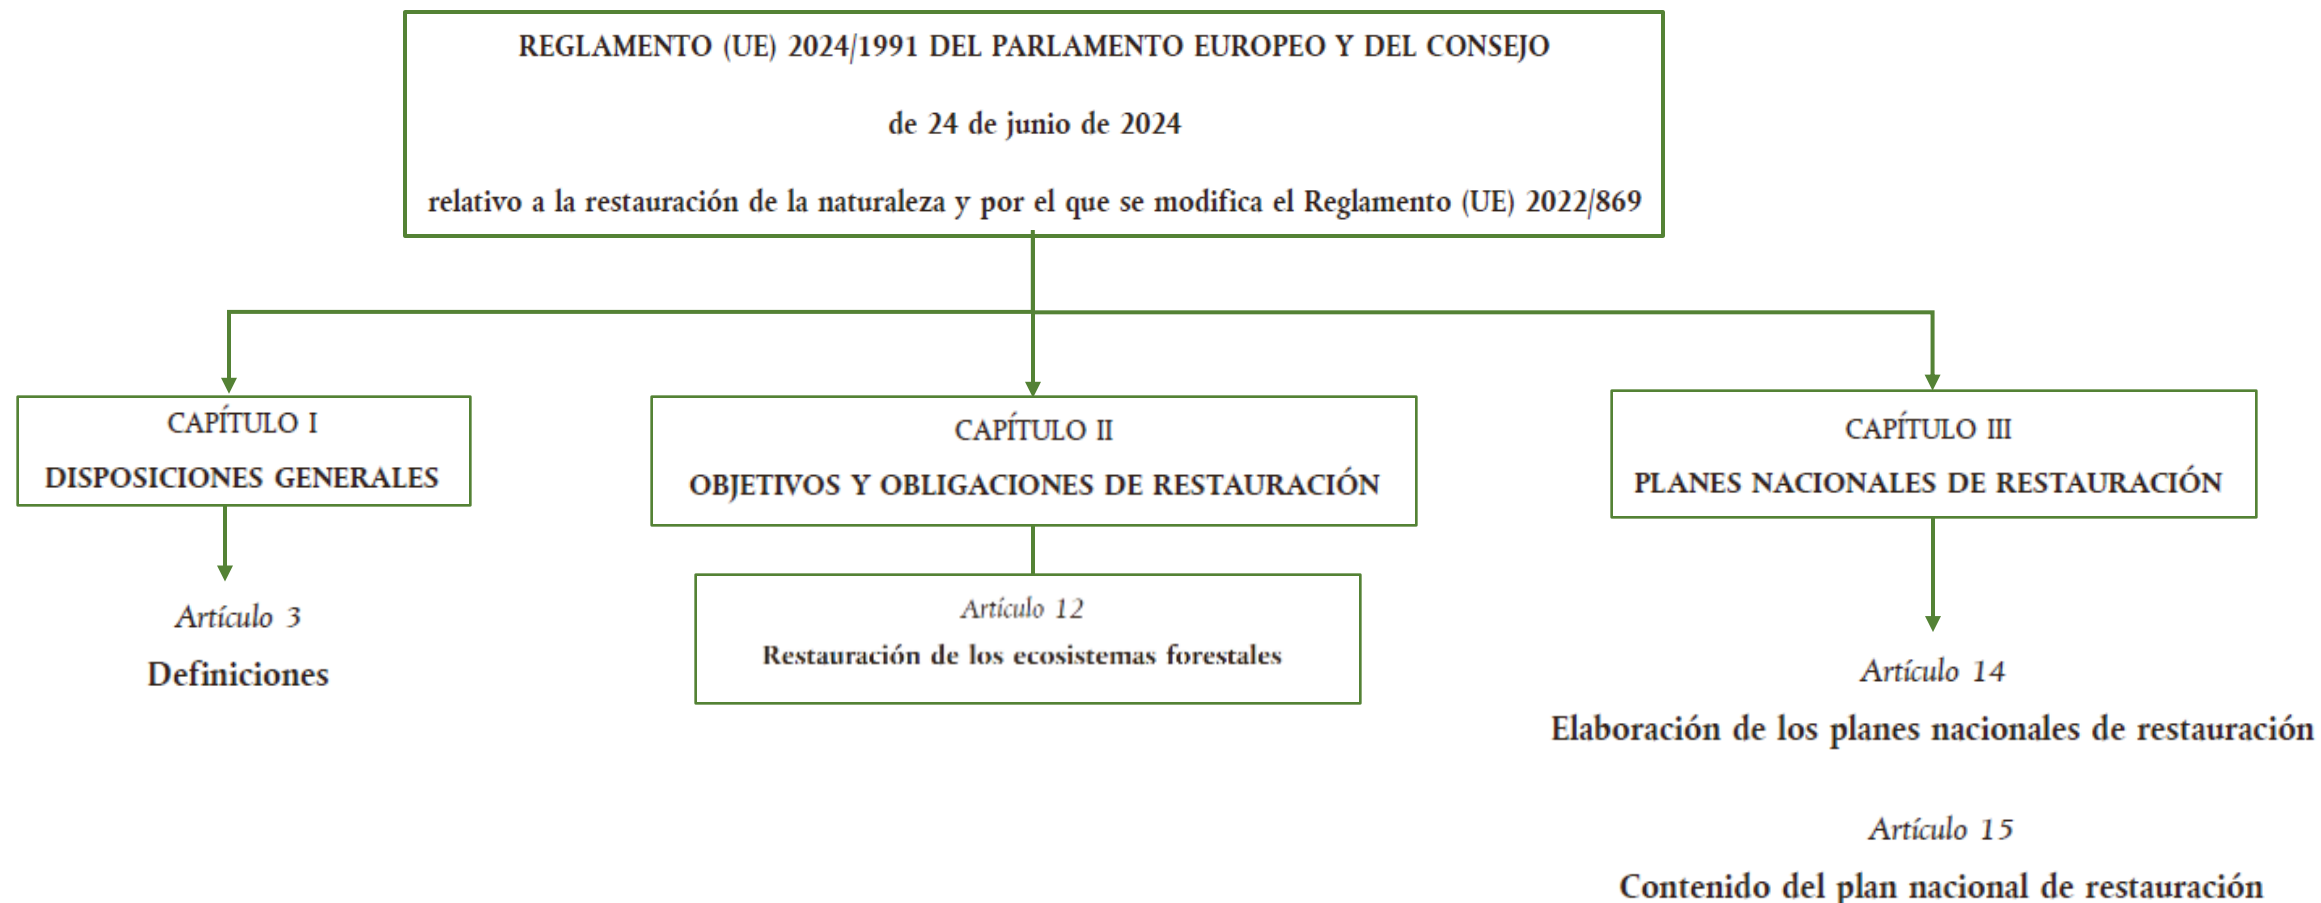 REGLAMENTO (UE) 2024/1991 DEL PARLAMENTO EUROPEO Y DEL CONSEJO
de 24 de junio de 2024
relativo a la restauración de la naturaleza y por el que se modifica el Reglamento (UE) 2022/869
CAPÍTULO I
DISPOSICIONES GENERALES
Artículo 3
Definiciones
CAPÍTULO II
OBJETIVOS Y OBLIGACIONES DE RESTAURACIÓN
Artículo 12
Restauración de los ecosistemas forestales
CAPÍTULO III
PLANES NACIONALES DE RESTAURACIÓN
Artículo 14
Elaboración de los planes nacionales de restauración
Artículo 15
Contenido del plan nacional de restauración